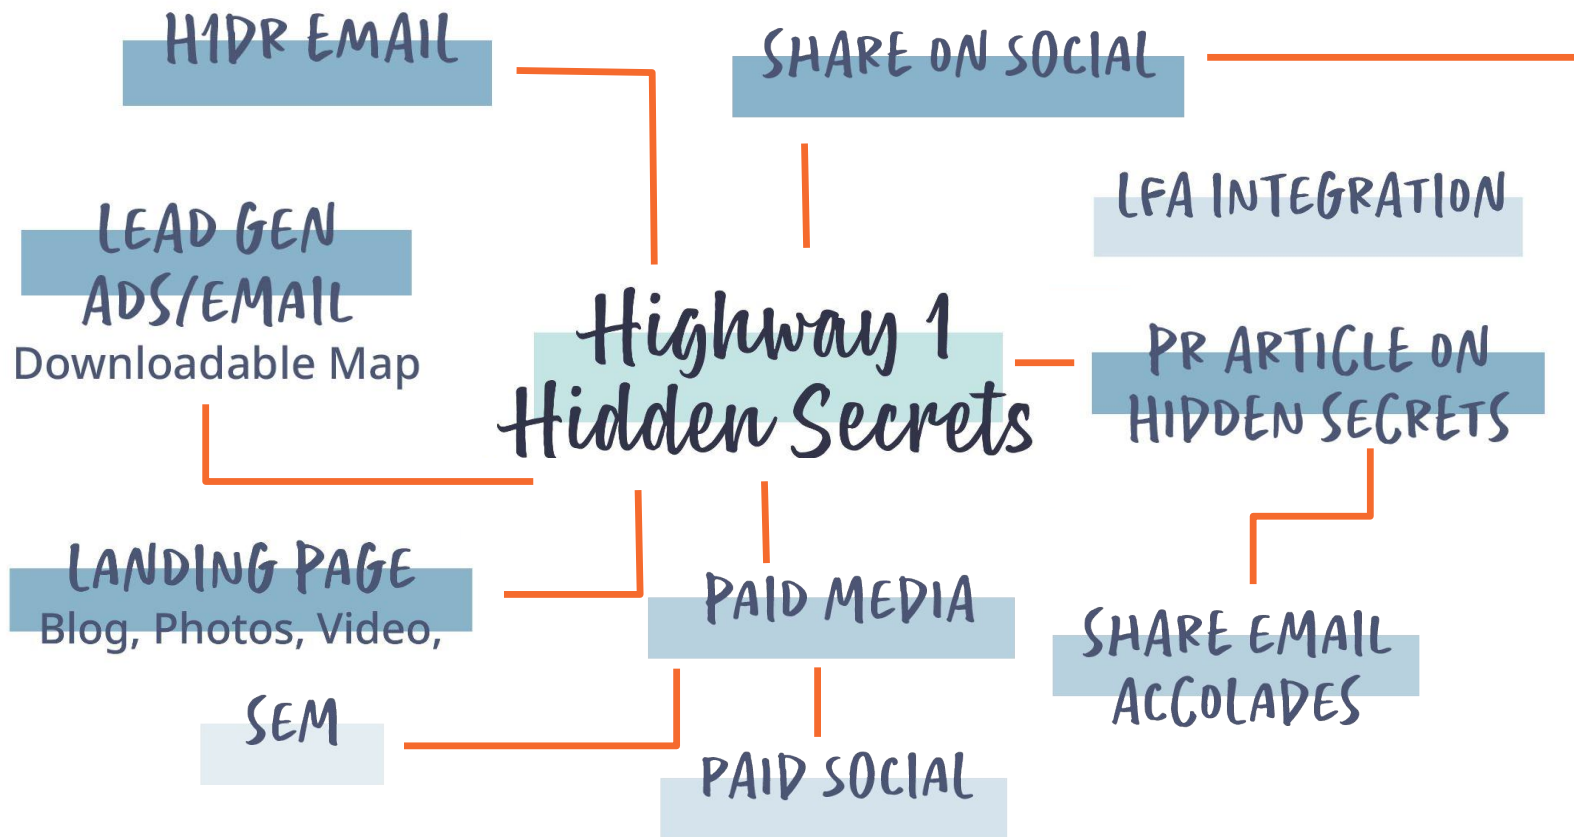 H1DR EMAIL
SHARE ON SOCIAL
LFA INTEGRATION
LEAD GEN
ADS/EMAIL
Downloadable Map
Highway 1
Hidden Secrets
PR ARTICLE ON
HIDDEN SECRETS
LANDING PAGE
Blog, Photos, Video,
PAID MEDIA
SHARE EMAIL
ACCOLADES
SEM
PAID SOCIAL